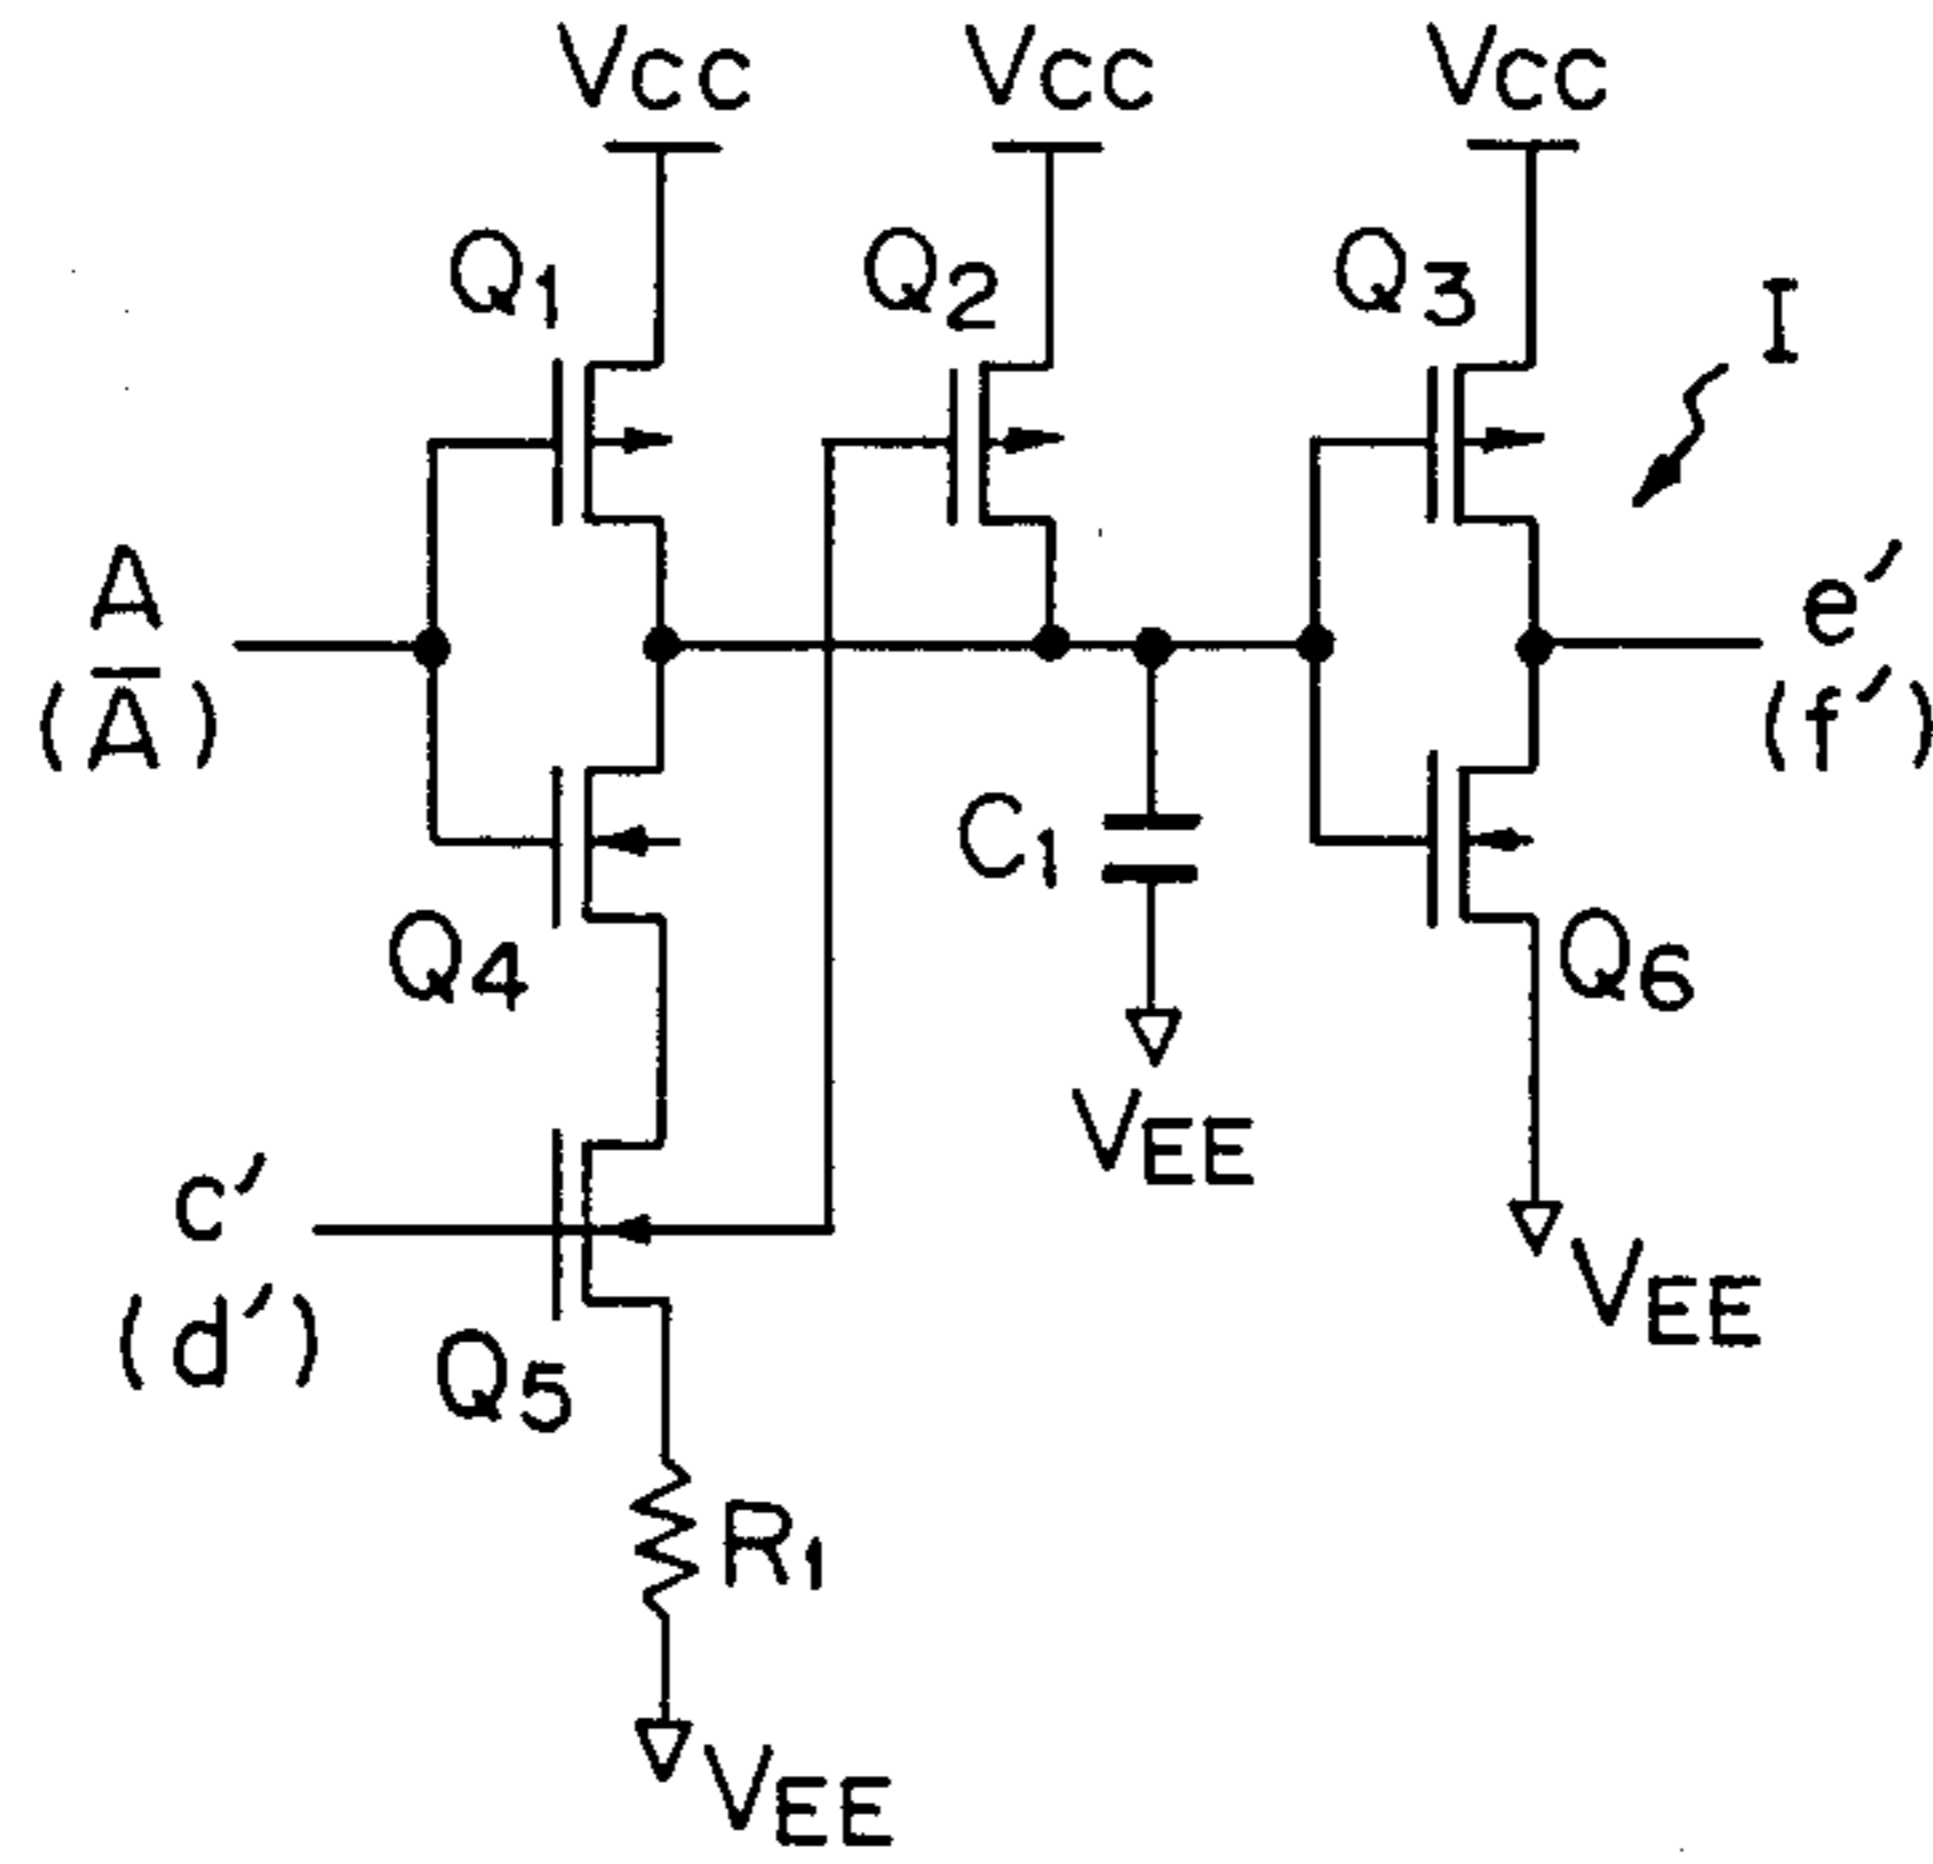 Vcc Vcc Vcc
Q1 Q2 Q3 I
A e'
(A̅) (f')
C1
Q4 Q6
VEE
c'
VEE
(d') Q5
R1
VEE